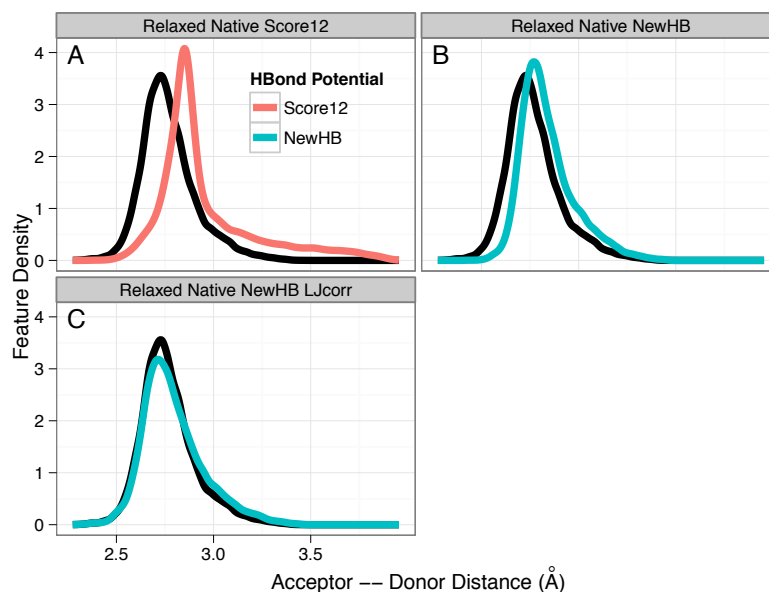 Relaxed Native Score12
Relaxed Native NewHB
A
B
HBond Potential
Score12
NewHB
4
3
2
1
0
Relaxed Native NewHB LJcorr
C
4
3
2
1
0
Feature Density
2.5
3.0
3.5
Acceptor −− Donor Distance (Å)